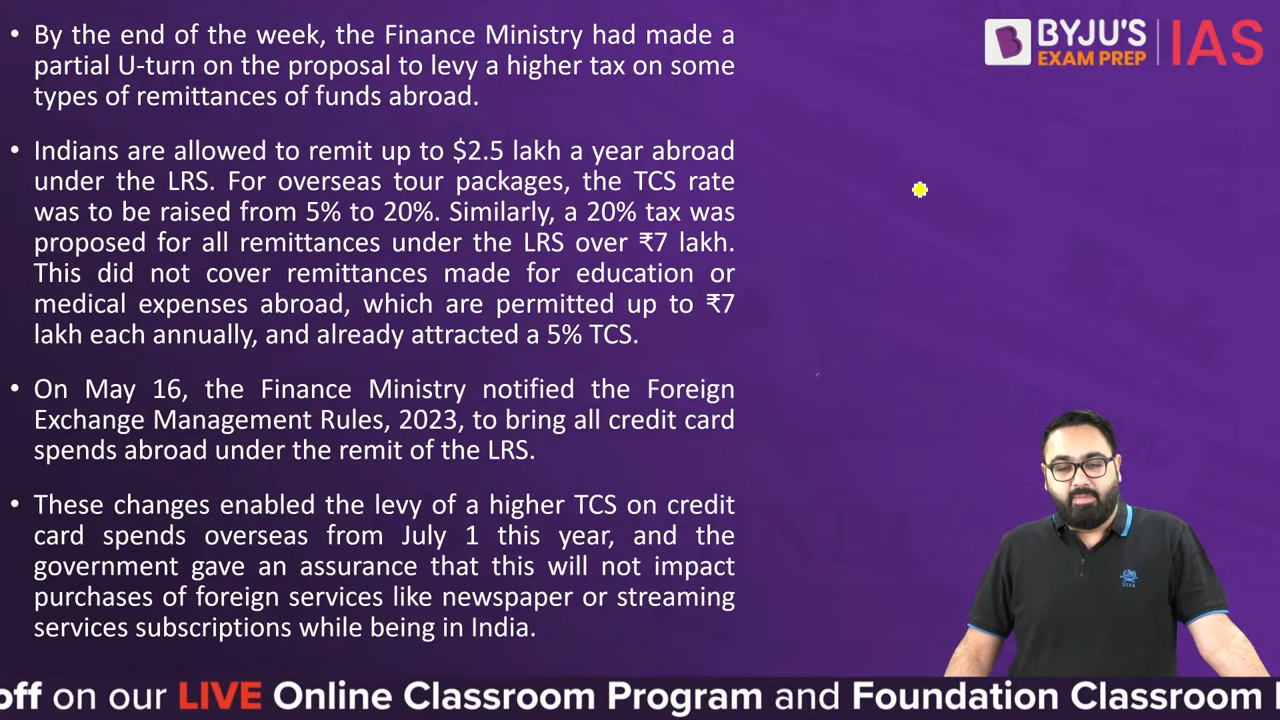 • By the end of the week, the Finance Ministry had made a
partial U-turn on the proposal to levy a higher tax on some
types of remittances of funds abroad.
• Indians are allowed to remit up to $2.5 lakh a year abroad
under the LRS. For overseas tour packages, the TCS rate
was to be raised from 5% to 20%. Similarly, a 20% tax was
proposed for all remittances under the LRS over ₹7 lakh.
This did not cover remittances made for education or
medical expenses abroad, which are permitted up to ₹7
lakh each annually, and already attracted a 5% TCS.
• On May 16, the Finance Ministry notified the Foreign
Exchange Management Rules, 2023, to bring all credit card
spends abroad under the remit of the LRS.
• These changes enabled the levy of a higher TCS on credit
card spends overseas from July 1 this year, and the
government gave an assurance that this will not impact
purchases of foreign services like newspaper or streaming
services subscriptions while being in India.
BYJU'S
EXAM PREP
IAS
off on our LIVE Online Classroom Program and Foundation Classroom